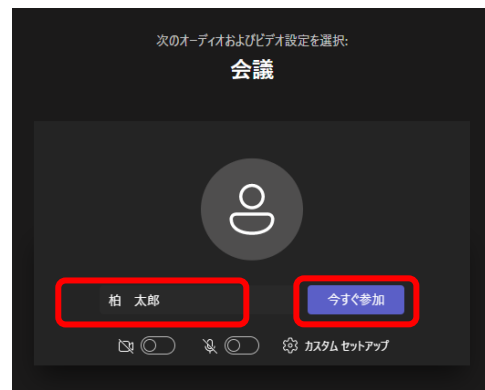 次のオーディオおよびビデオ設定を選択:
会議
柏　太郎
今すぐ参加
カスタム セットアップ